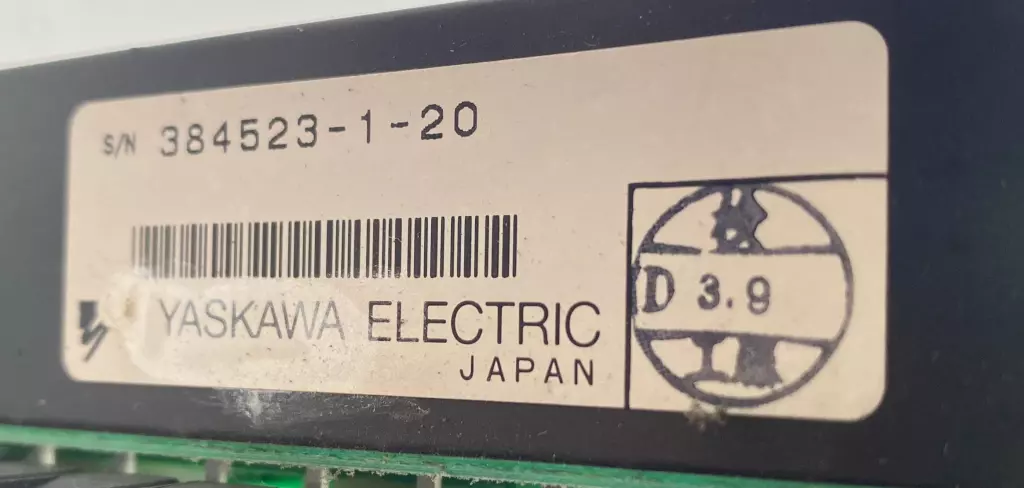 S/N 384523-1-20
YASKAWA ELECTRIC
JAPAN
D 3.9